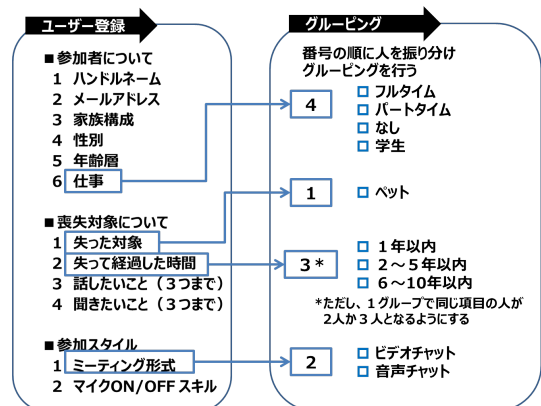 ユーザー登録
■参加者について
1 ハンドルネーム
2 メールアドレス
3 家族構成
4 性別
5 年齢層
6 仕事
■喪失対象について
1 失った対象
2 失って経過した時間
3 話したいこと（３つまで）
4 聞きたいこと（３つまで）
■参加スタイル
1 ミーティング形式
2 マイクON/OFF スキル
グルーピング
番号の順に人を振り分け
グルーピングを行う
4
□ フルタイム
□ パートタイム
□ なし
□ 学生
1
□ ペット
3*
□ １年以内
□ ２～５年以内
□ ６～10年以内
*ただし、１グループで同じ項目の人が
２人か３人となるようにする
2
□ ビデオチャット
□ 音声チャット